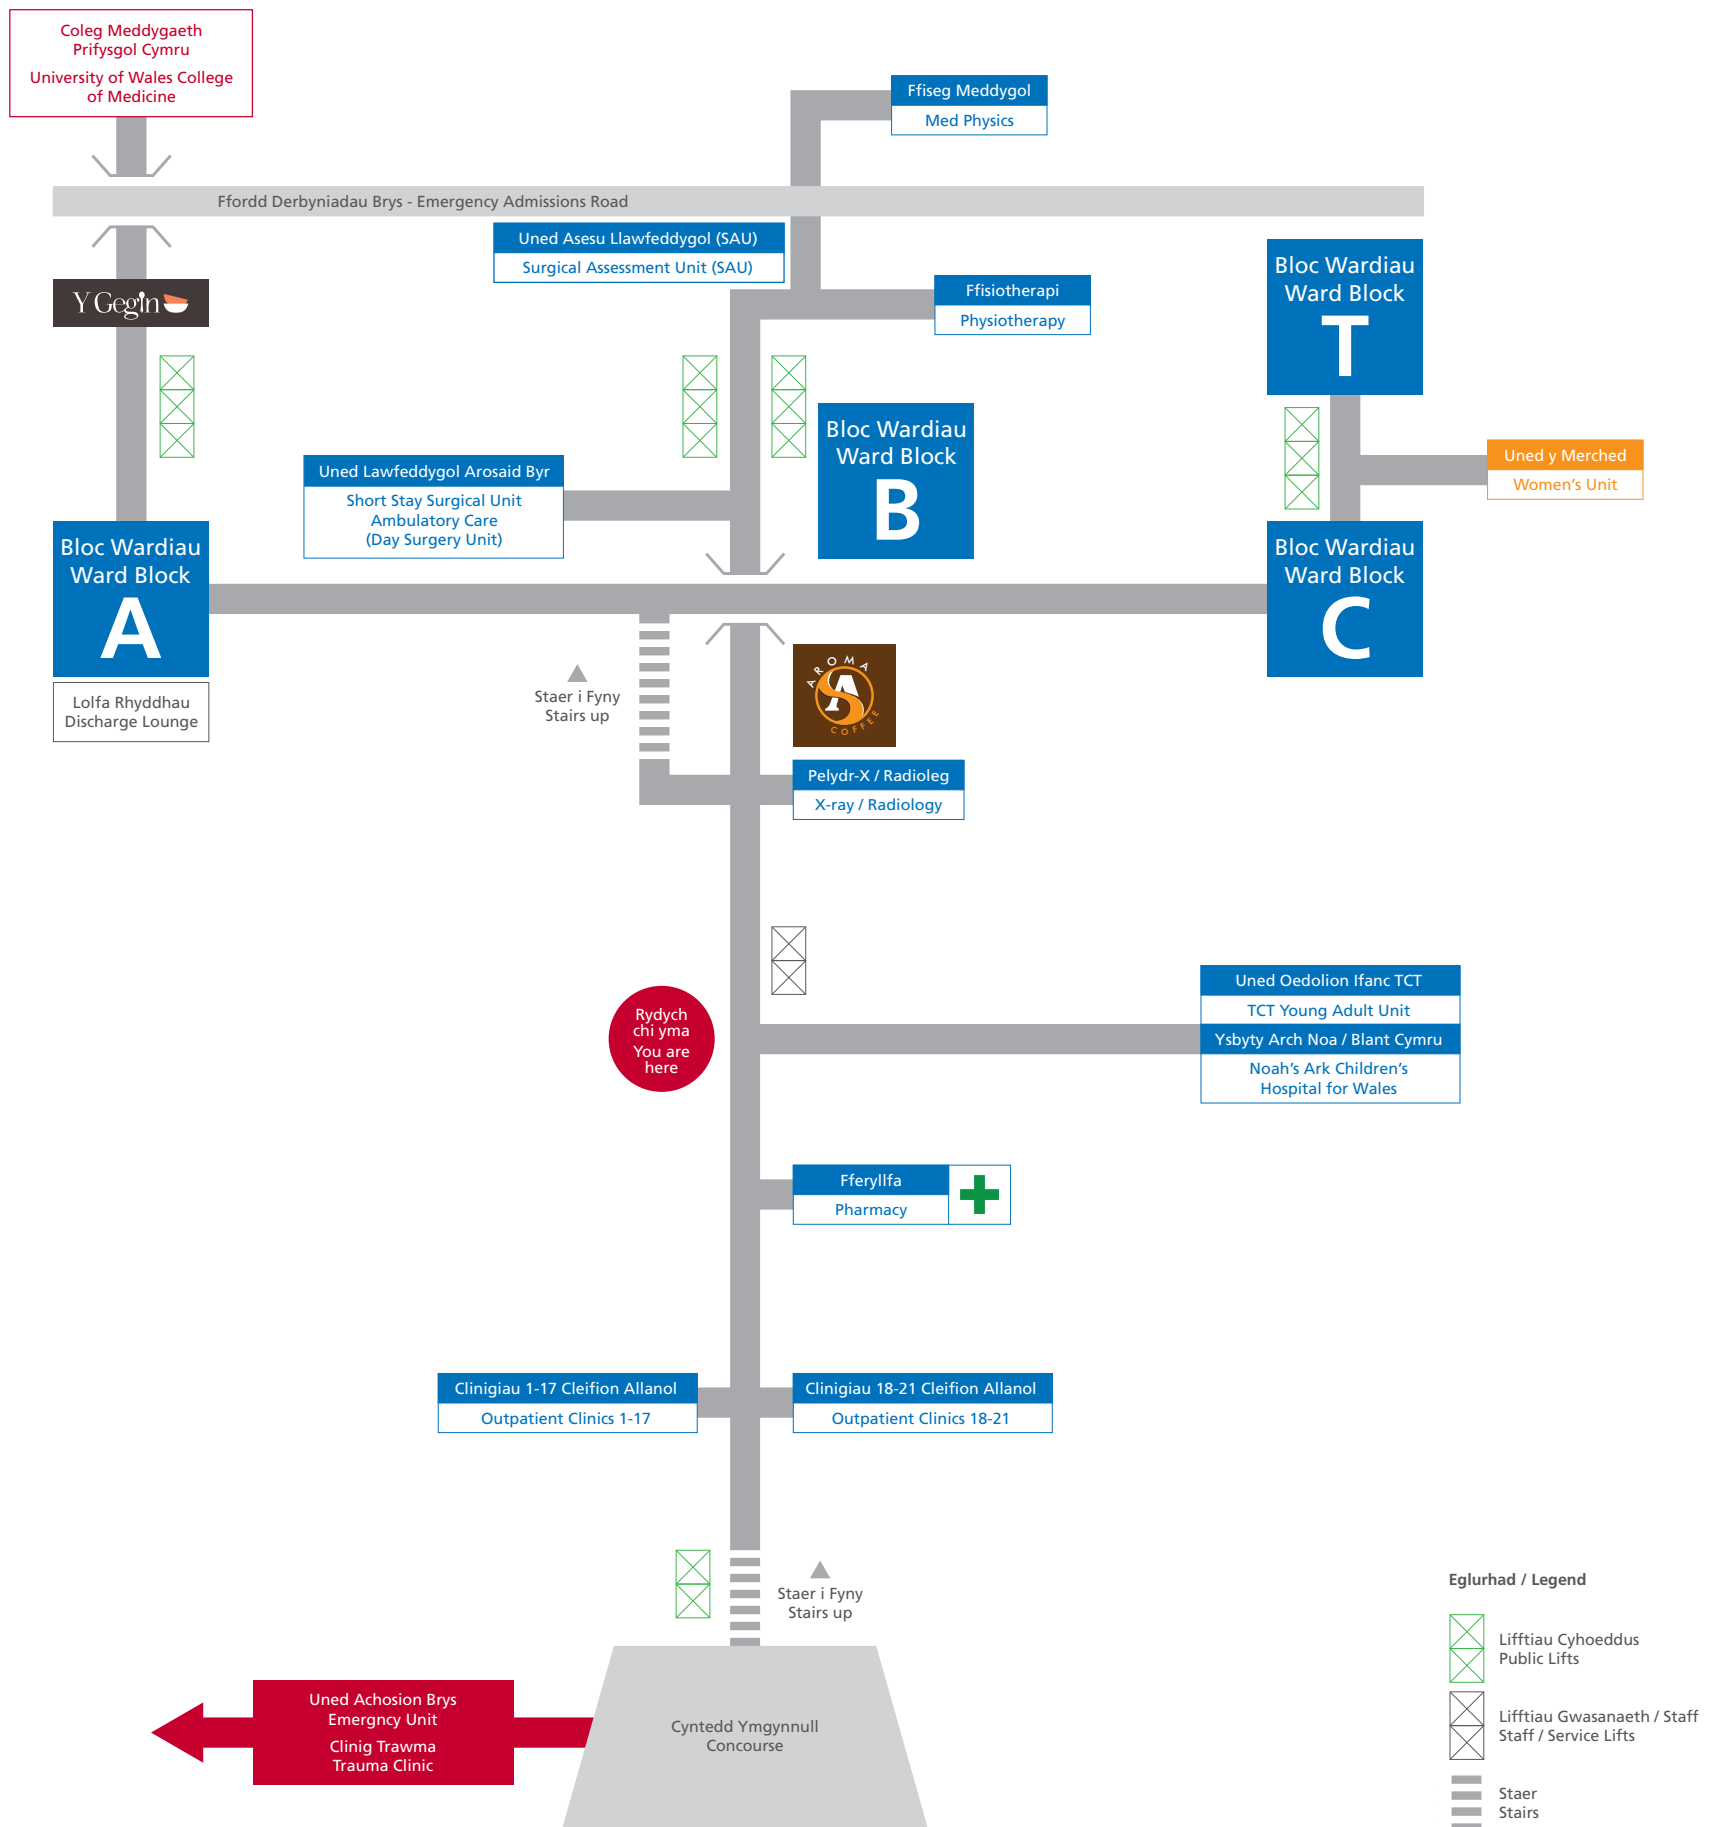 Coleg Meddygaeth
Prifysgol Cymru
University of Wales College
of Medicine
Ffiseg Meddygol
Med Physics
Ffordd Derbyniadau Brys - Emergency Admissions Road
Uned Asesu Llawfeddygol (SAU)
Surgical Assessment Unit (SAU)
Y Gegin
Ffisiotherapi
Physiotherapy
Bloc Wardiau
Ward Block
T
Bloc Wardiau
Ward Block
B
Uned y Merched
Women's Unit
Uned Lawfeddygol Arosaid Byr
Short Stay Surgical Unit
Ambulatory Care
(Day Surgery Unit)
Bloc Wardiau
Ward Block
A
Bloc Wardiau
Ward Block
C
Lolfa Rhyddhau
Discharge Lounge
Staer i Fyny
Stairs up
AROMA
COFFEE
Pelydr-X / Radioleg
X-ray / Radiology
Rydych
chi yma
You are
here
Uned Oedolion Ifanc TCT
TCT Young Adult Unit
Ysbyty Arch Noa / Blant Cymru
Noah's Ark Children's
Hospital for Wales
Fferyllfa
Pharmacy
Clinigiau 1-17 Cleifion Allanol
Outpatient Clinics 1-17
Clinigiau 18-21 Cleifion Allanol
Outpatient Clinics 18-21
Staer i Fyny
Stairs up
Uned Achosion Brys
Emergncy Unit
Clinig Trawma
Trauma Clinic
Cyntedd Ymgynnull
Concourse
Eglurhad / Legend
Lifftiau Cyhoeddus
Public Lifts
Lifftiau Gwasanaeth / Staff
Staff / Service Lifts
Staer
Stairs